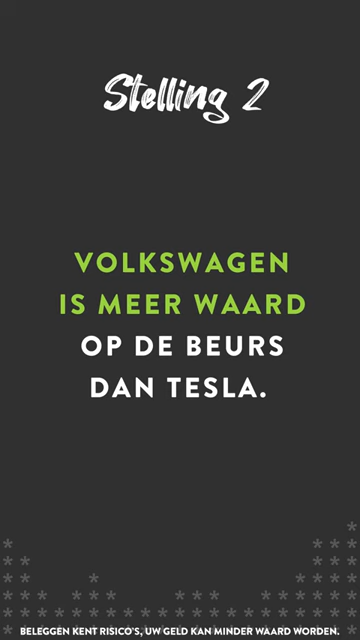 Stelling 2
VOLKSWAGEN
IS MEER WAARD
OP DE BEURS
DAN TESLA.
BELEGGEN KENT RISICO'S, UW GELD KAN MINDER WAARD WORDEN.